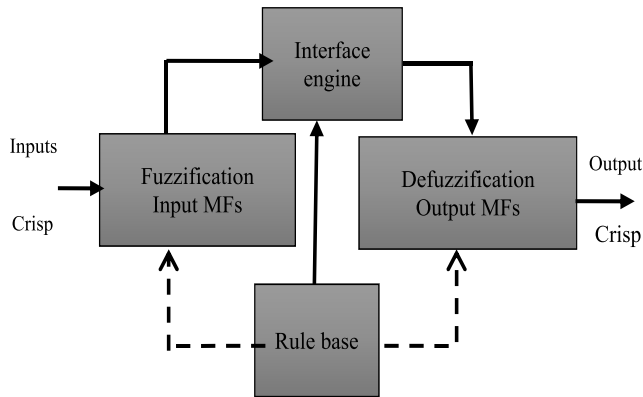 Interface
engine
Inputs
Crisp
Fuzzification
Input MFs
Defuzzification
Output MFs
Output
Crisp
Rule base